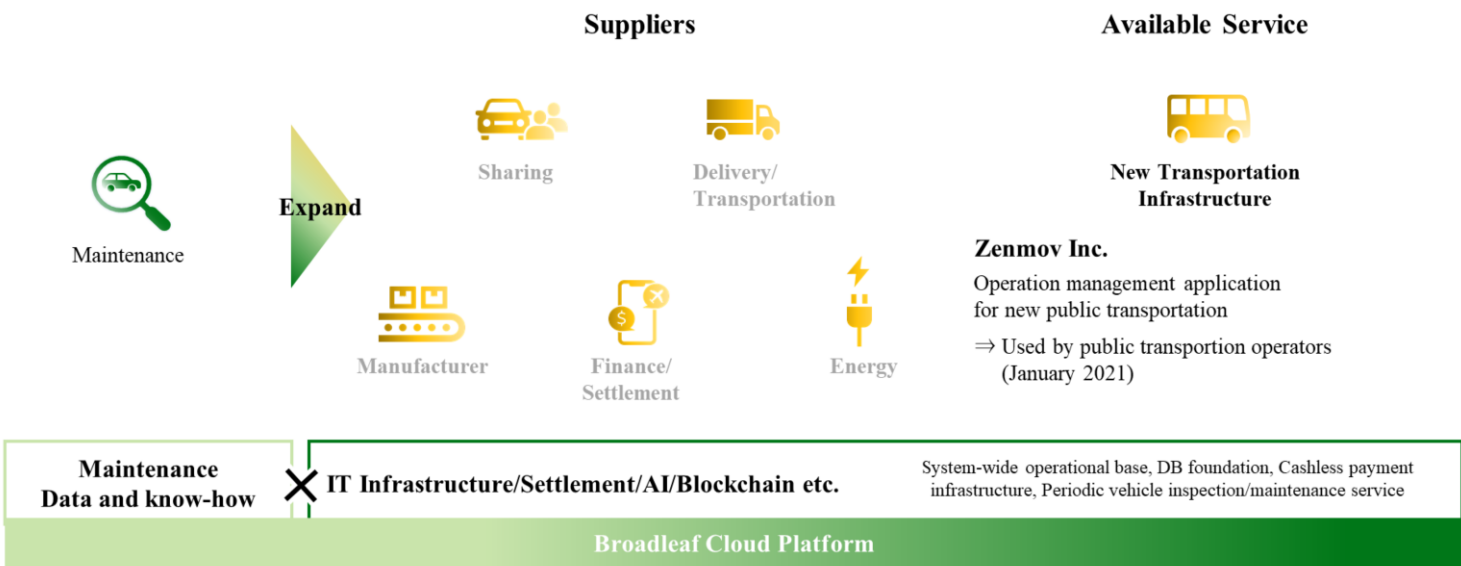 Suppliers
Available Service
Sharing
Delivery/
Transportation
New Transportation
Infrastructure
Expand
Maintenance
Zenmov Inc.
Operation management application
for new public transportation
⇒ Used by public transportion operators
(January 2021)
$
Manufacturer
Finance/
Settlement
Energy
Maintenance
Data and know-how
IT Infrastructure/Settlement/AI/Blockchain etc.
System-wide operational base, DB foundation, Cashless payment
infrastructure, Periodic vehicle inspection/maintenance service
Broadleaf Cloud Platform